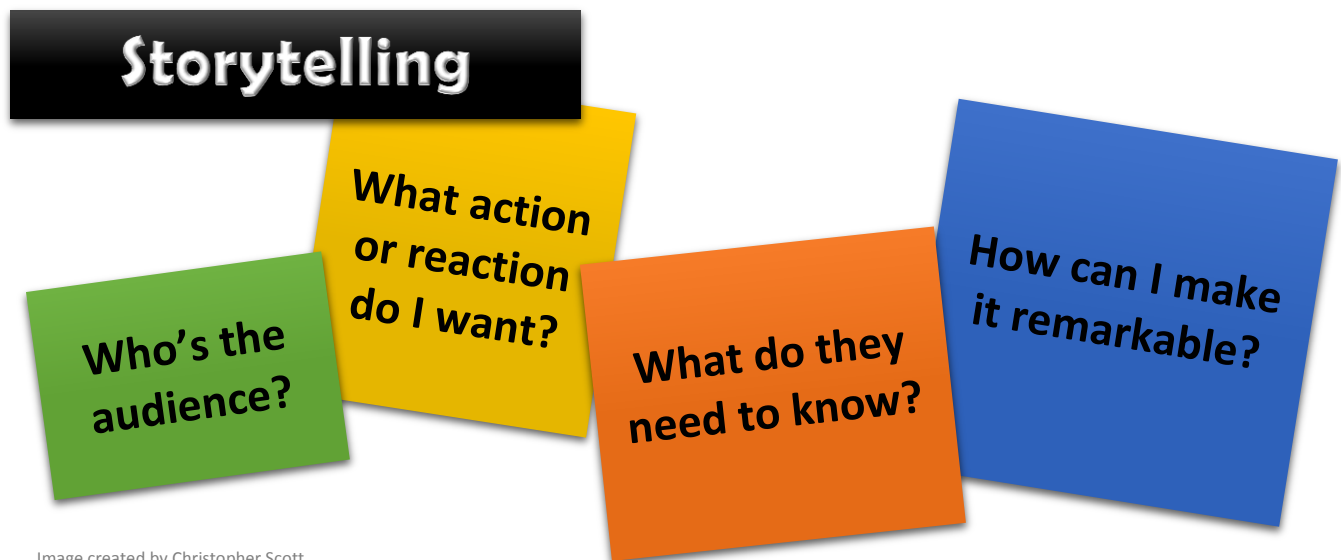 Storytelling
Who’s the
audience?
What action
or reaction
do I want?
What do they
need to know?
How can I make
it remarkable?
Image created by Christopher Scott